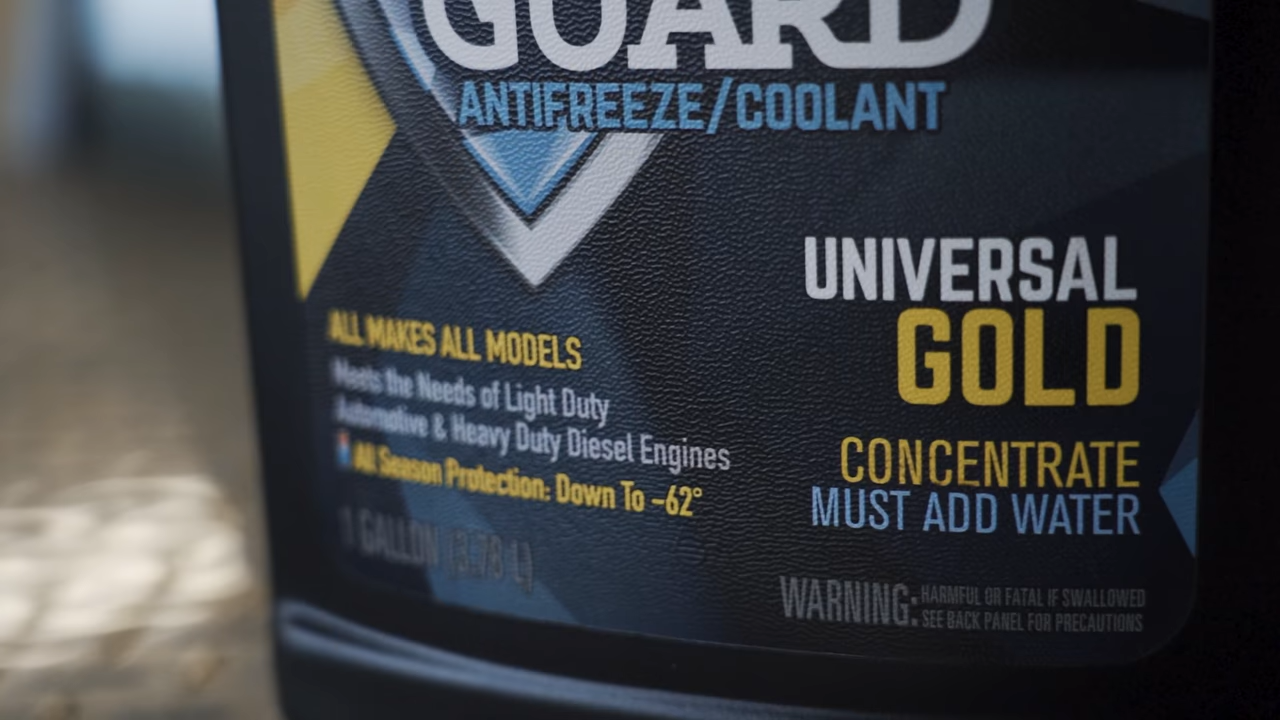 GUARD
ANTIFREEZE/COOLANT
UNIVERSAL
GOLD
ALL MAKES ALL MODELS
Meets the Needs of Light Duty
Automotive & Heavy Duty Diesel Engines
All Season Protection: Down To -62°
CONCENTRATE
MUST ADD WATER
1 GALLON (3.78 L)
WARNING: HARMFUL OR FATAL IF SWALLOWED
SEE BACK PANEL FOR PRECAUTIONS